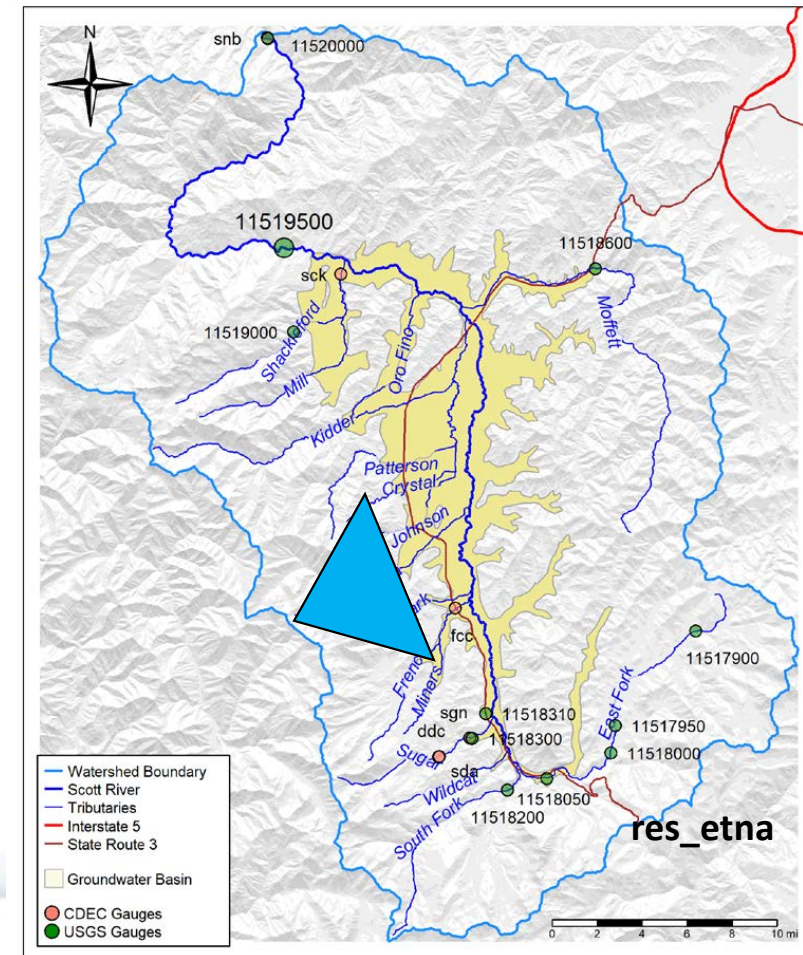 N
snb
11520000
11519500
11518600
sck
11519000
Shackleford
Mill
Oro Fino
Moffett
Kidder
Patterson
Crystal
Johnson
fcc
Miners
11517900
sgn
11518310
East Fork
ddc
11518300
11517950
Sugar
11518000
sda
Wildcat
11518050
11518200
South Fork
res_etna
Watershed Boundary
Scott River
Tributaries
Interstate 5
State Route 3
Groundwater Basin
CDEC Gauges
USGS Gauges
0 2 4 6 8 10 mi